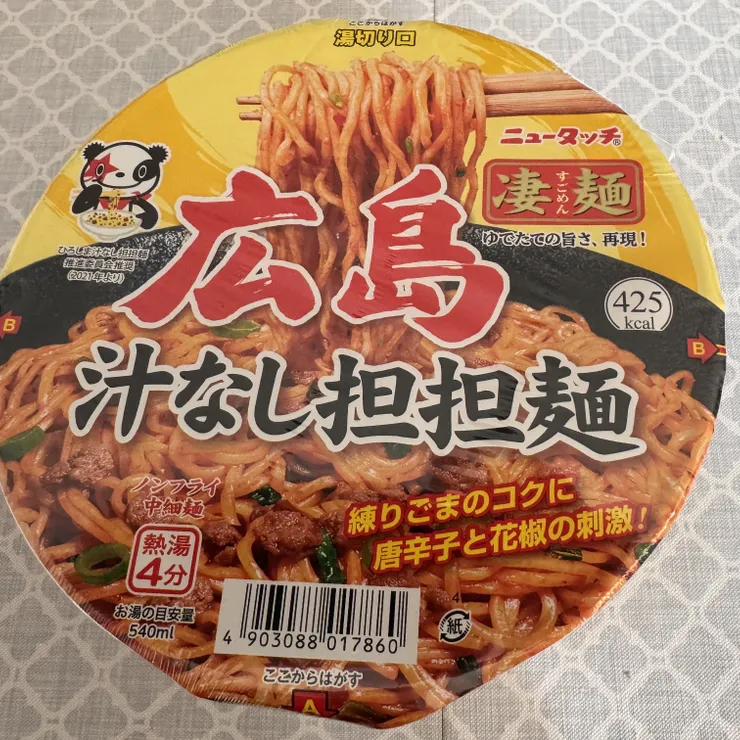 ここからはがす
湯切り口
ニュータッチ®
凄麺
すごめん
ゆでたての旨さ、再現！
ひろしま汁なし担担麺
推進委員会推奨
(2021年より)
広島
425
kcal
B
B
汁なし担担麺
ノンフライ
中細麺
練りごまのコクに
唐辛子と花椒の刺激！
熱湯
4分
お湯の目安量
540ml
4 903088 017860
4
紙
ここからはがす
A